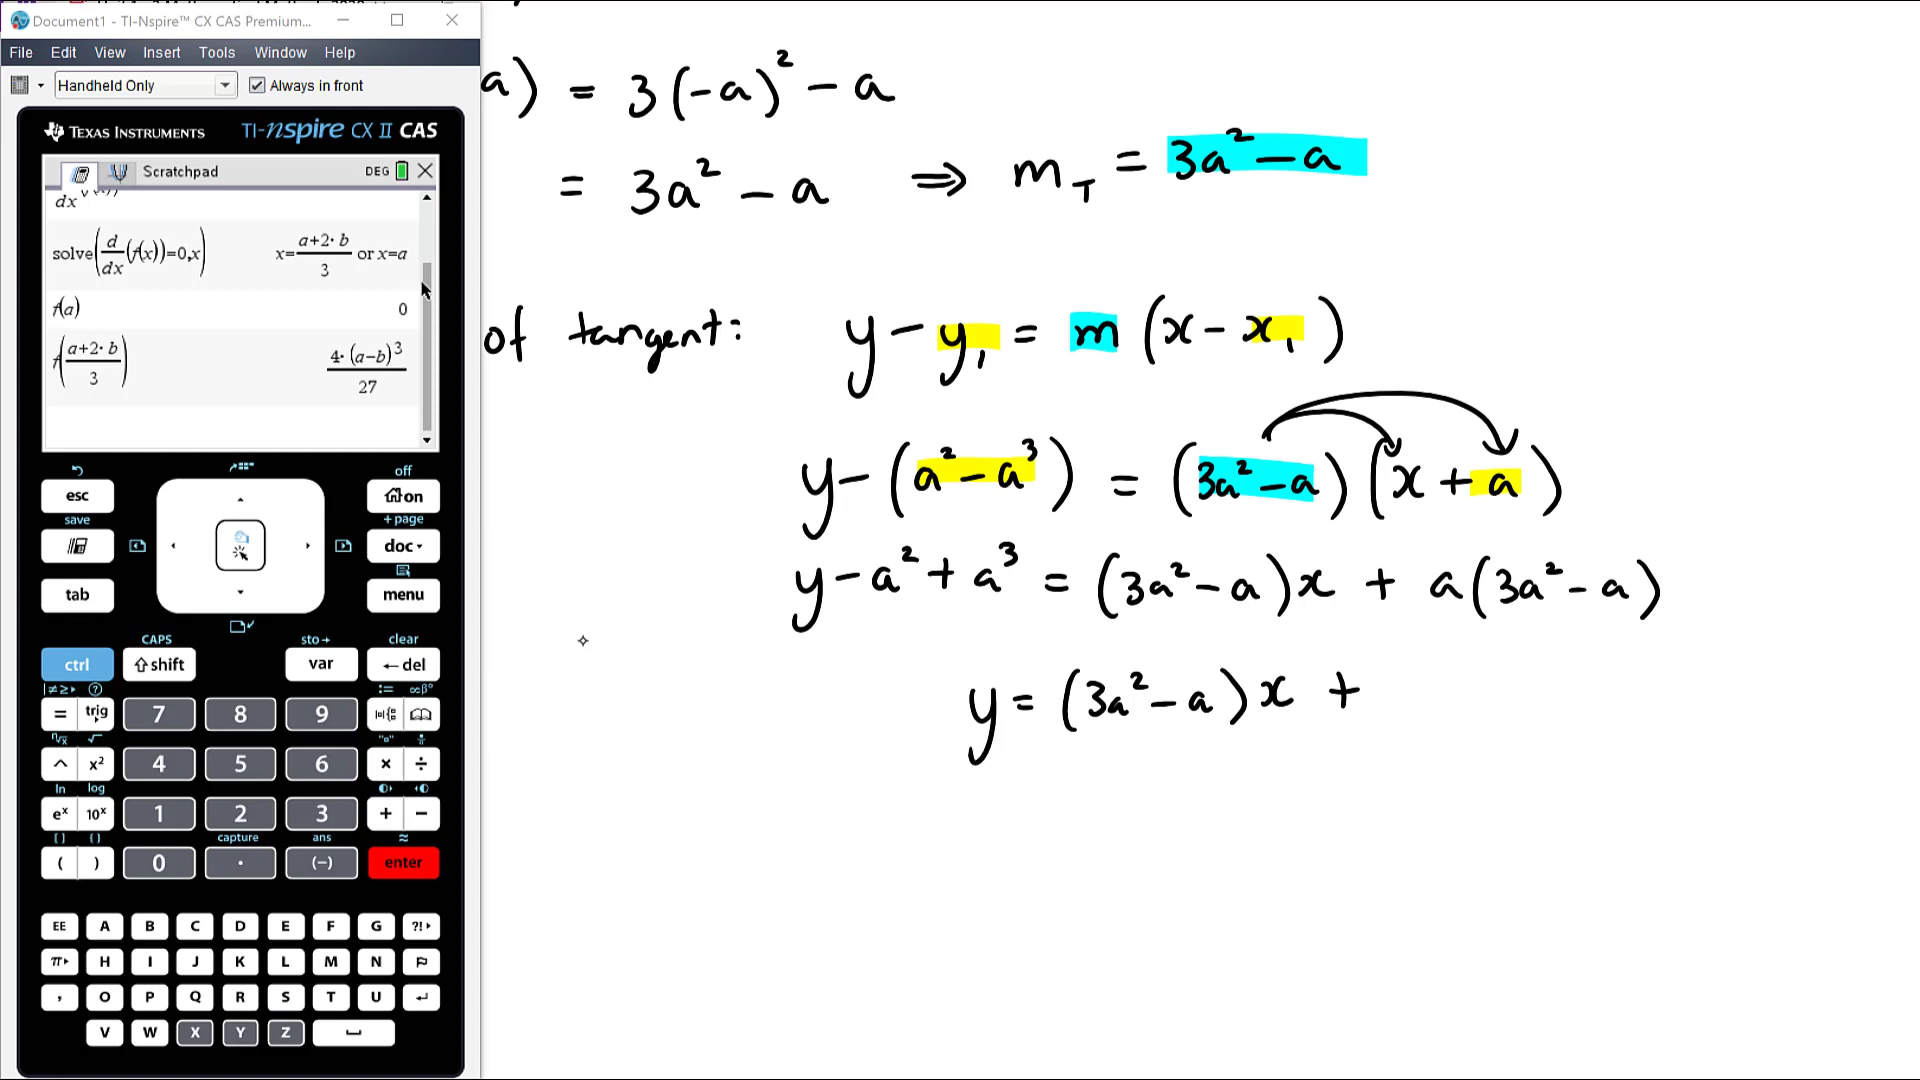 Document1 - TI-Nspire™ CX CAS Premium...
File Edit View Insert Tools Window Help
Handheld Only Always in front
TEXAS INSTRUMENTS TI-nspire CX II CAS
Scratchpad DEG
dx
solve(d/dx(f(x))=0,x) x=(a+2·b)/3 or x=a
f(a) 0
f((a+2·b)/3) 4·(a-b)³/27
off
esc on
save + page
doc
tab menu
CAPS sto→ clear
ctrl shift var ←del
|≠≥▸ ? := ∞β°
= trig 7 8 9
ⁿ√x √ "∘" ÷
^ x² 4 5 6 × ÷
ln log
eˣ 10ˣ 1 2 3 + −
[ ] { } capture ans ≈
( ) 0 · (−) enter
EE A B C D E F G ?!▸
π▸ H I J K L M N
, O P Q R S T U ↵
V W X Y Z
a) = 3(-a)² - a
= 3a² - a ⇒ m_T = 3a² - a
of tangent: y - y₁ = m (x - x₁)
y - (a² - a³) = (3a² - a)(x + a)
y - a² + a³ = (3a² - a)x + a(3a² - a)
y = (3a² - a)x +